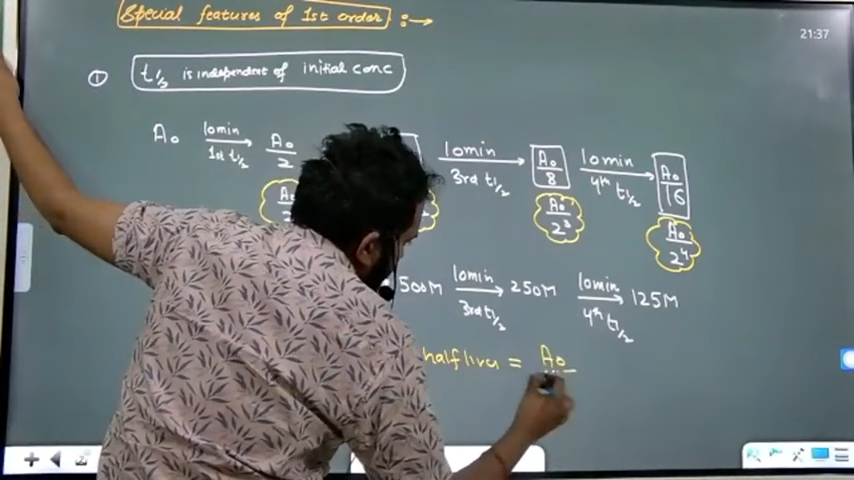 Special features of 1st order :→
21:37
① t1/2 is independent of initial conc
A₀ 10min 1st t1/2 A₀/2 10min 3rd t1/2 A₀/8 10min 4th t1/2 A₀/16
A₀/2³ A₀/2⁴
500M 10min 3rd t1/2 250M 10min 4th t1/2 125M
half lives = A₀